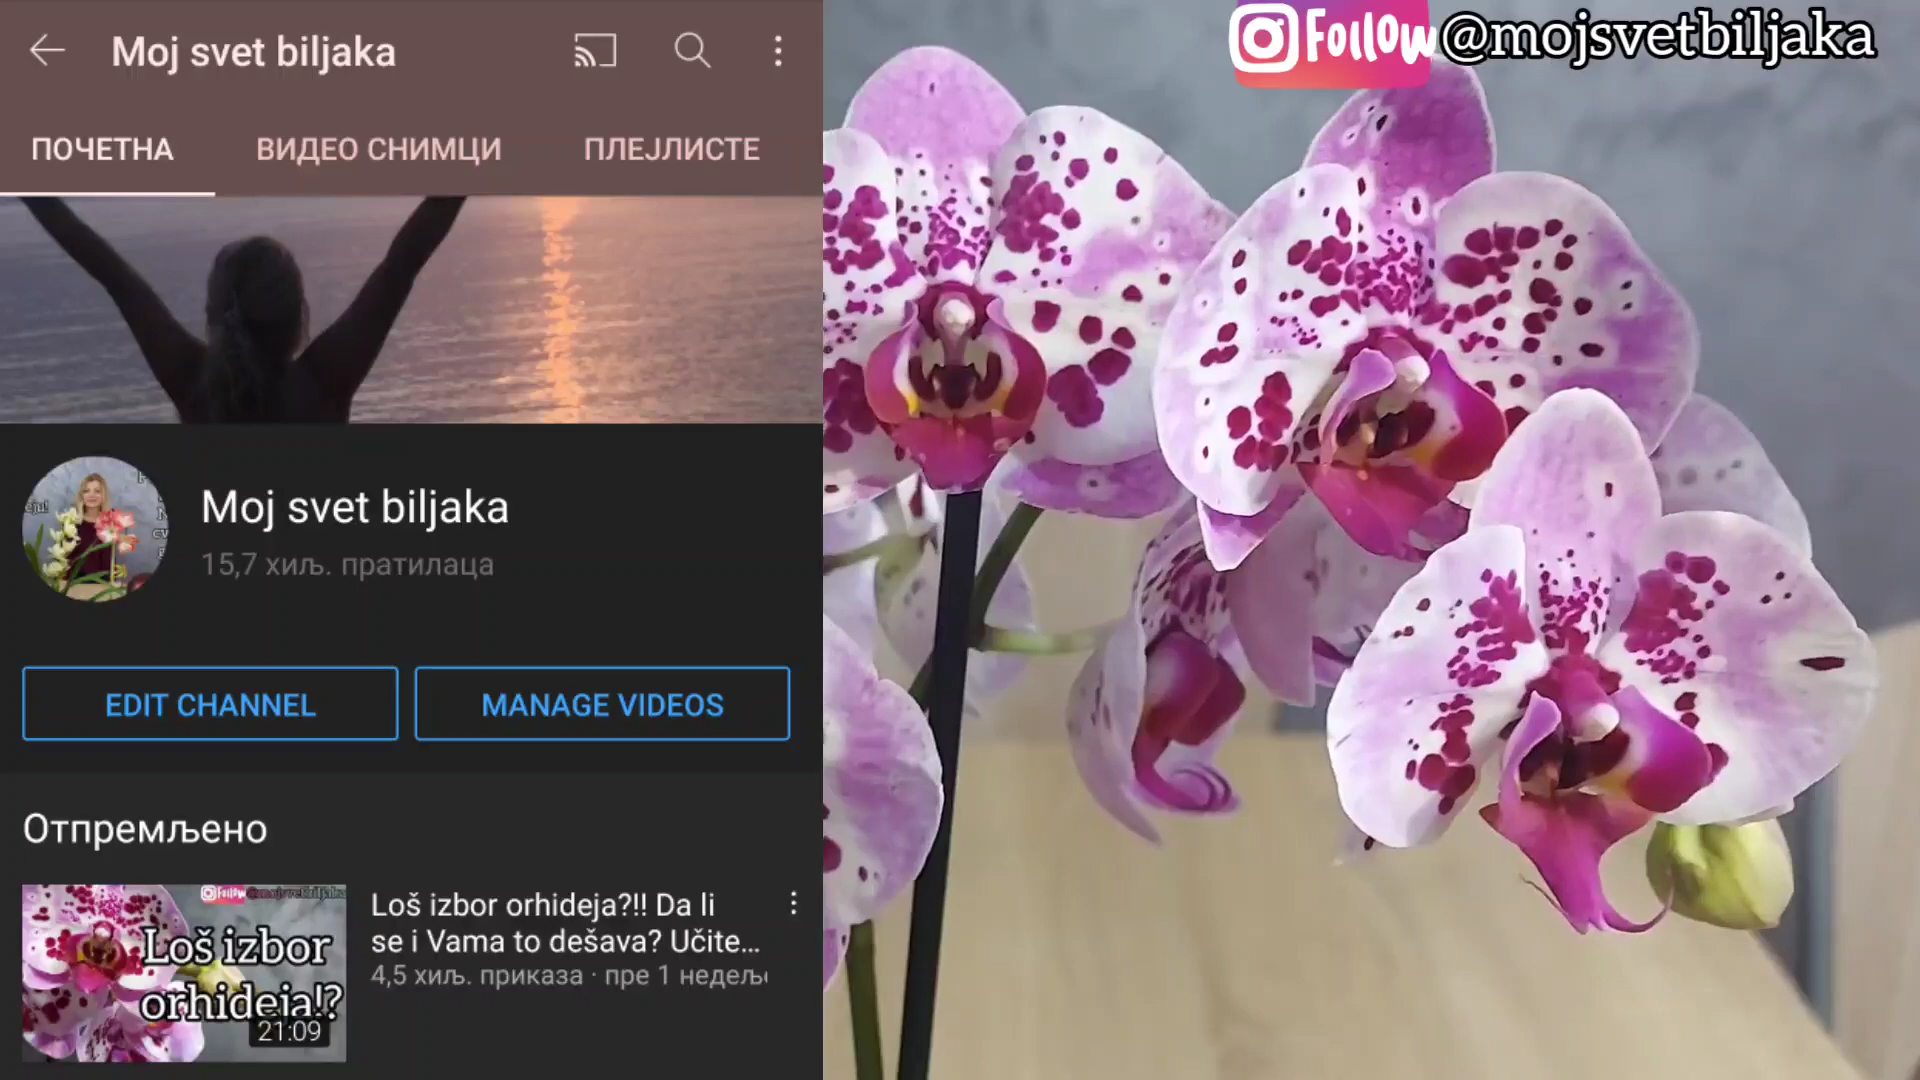 Moj svet biljaka
ПОЧЕТНА ВИДЕО СНИМЦИ ПЛЕЈЛИСТЕ
Moj svet biljaka
15,7 хиљ. пратилаца
EDIT CHANNEL MANAGE VIDEOS
Отпремљено
Follow
Loš izbor
orhideja!?
21:09
Loš izbor orhideja?!! Da li
se i Vama to dešava? Učite...
4,5 хиљ. приказа · пре 1 недеље
Follow @mojsvetbiljaka